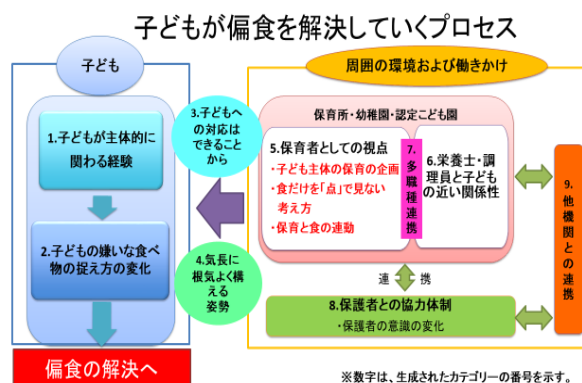 子どもが偏食を解決していくプロセス
子ども
周囲の環境および働きかけ
1.子どもが主体的に
関わる経験
2.子どもの嫌いな食べ
物の捉え方の変化
偏食の解決へ
3.子どもへ
の対応は
できること
から
4.気長に
根気よく構
える
姿勢
保育所・幼稚園・認定こども園
5.保育者としての視点
・子ども主体の保育の企画
・食だけを「点」で見ない
考え方
・保育と食の連動
7.多職種連携
6.栄養士・調
理員と子ども
の近い関係性
連 携
8.保護者との協力体制
・保護者の意識の変化
9.他機関との連携
※数字は、生成されたカテゴリーの番号を示す。